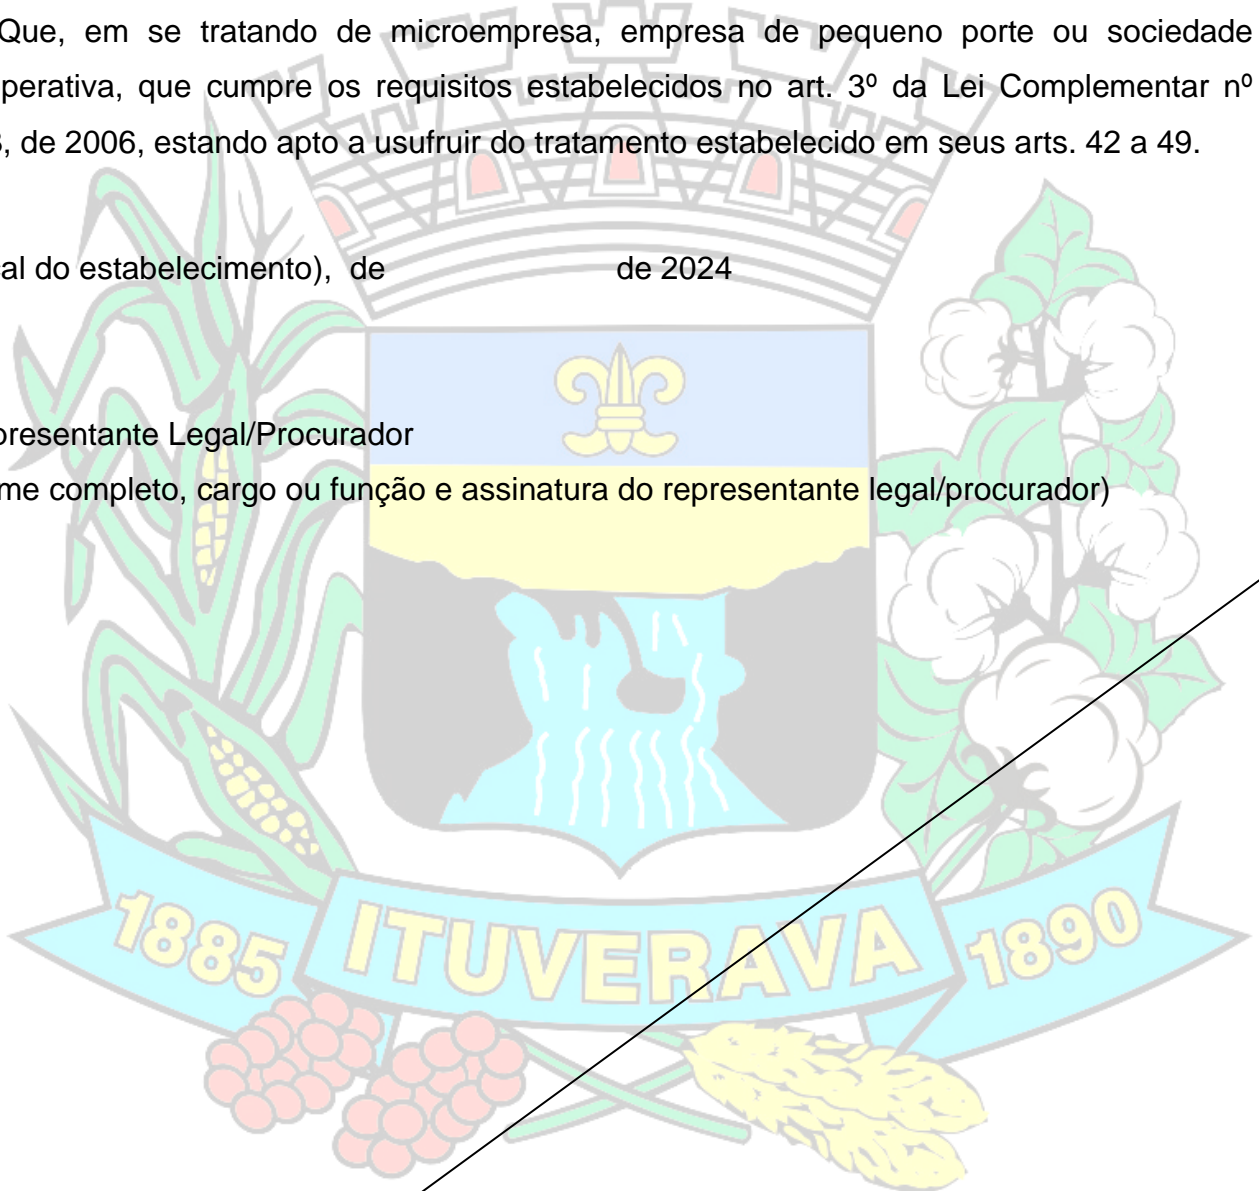 Que, em se tratando de microempresa, empresa de pequeno porte ou sociedade
perativa, que cumpre os requisitos estabelecidos no art. 3º da Lei Complementar nº
, de 2006, estando apto a usufruir do tratamento estabelecido em seus arts. 42 a 49.
al do estabelecimento), de de 2024
presentante Legal/Procurador
me completo, cargo ou função e assinatura do representante legal/procurador)
1885 ITUVERAVA 1890